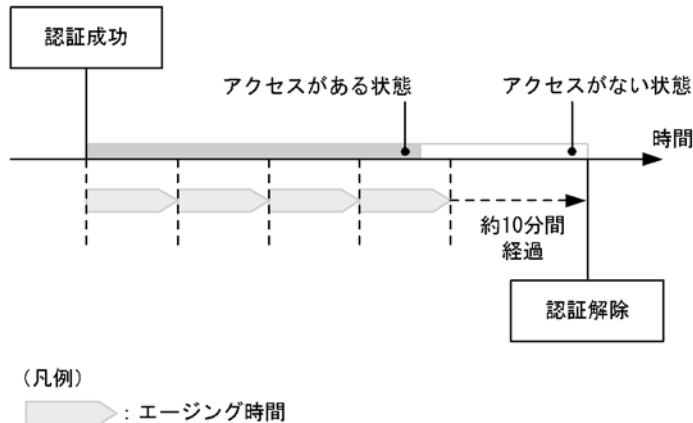 認証成功
アクセスがある状態
アクセスがない状態
時間
約10分間
経過
認証解除
（凡例）
：エージング時間